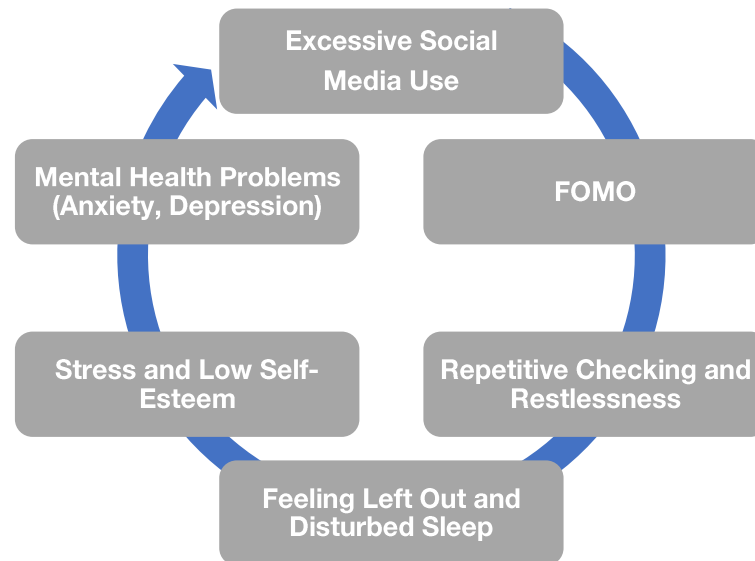 Excessive Social
Media Use
FOMO
Repetitive Checking and
Restlessness
Feeling Left Out and
Disturbed Sleep
Stress and Low Self-
Esteem
Mental Health Problems
(Anxiety, Depression)